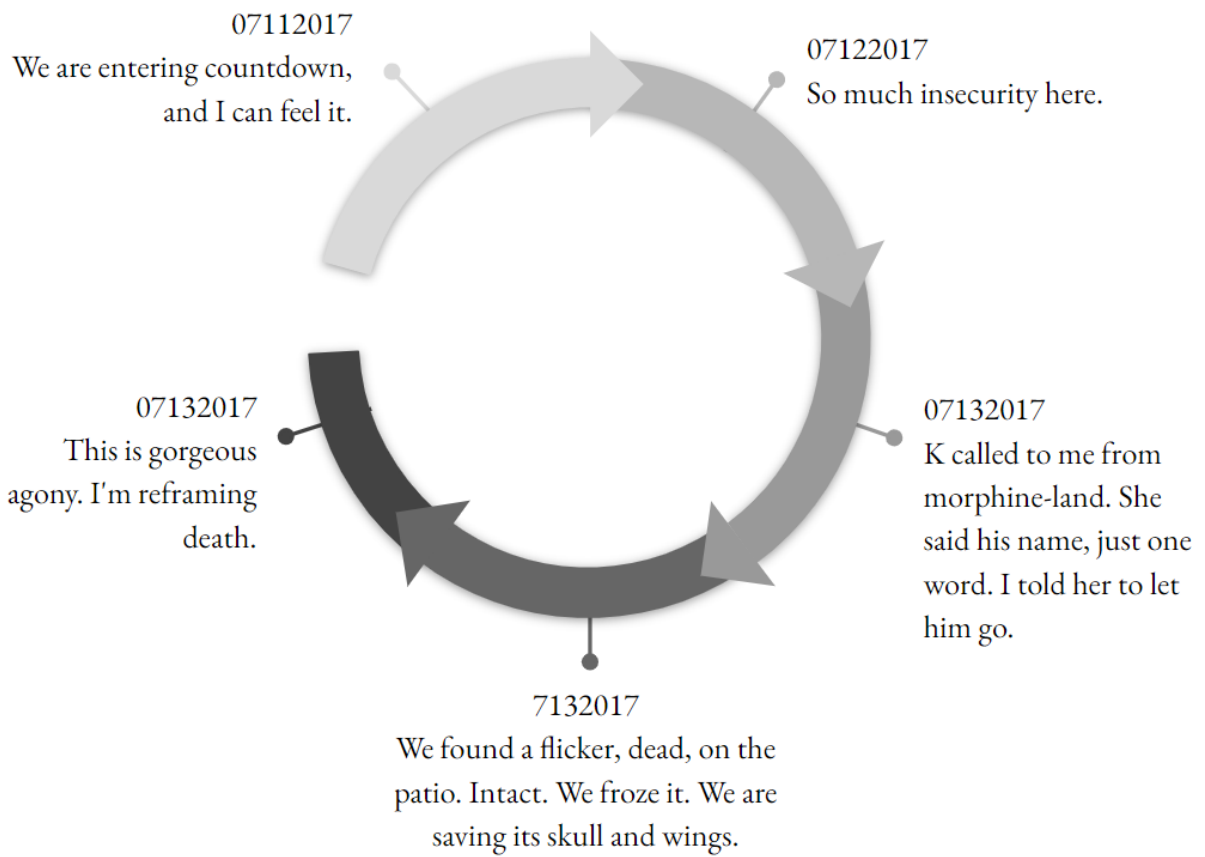 07112017
We are entering countdown,
and I can feel it.
07122017
So much insecurity here.
07132017
K called to me from
morphine-land. She
said his name, just one
word. I told her to let
him go.
7132017
We found a flicker, dead, on the
patio. Intact. We froze it. We are
saving its skull and wings.
07132017
This is gorgeous
agony. I'm reframing
death.